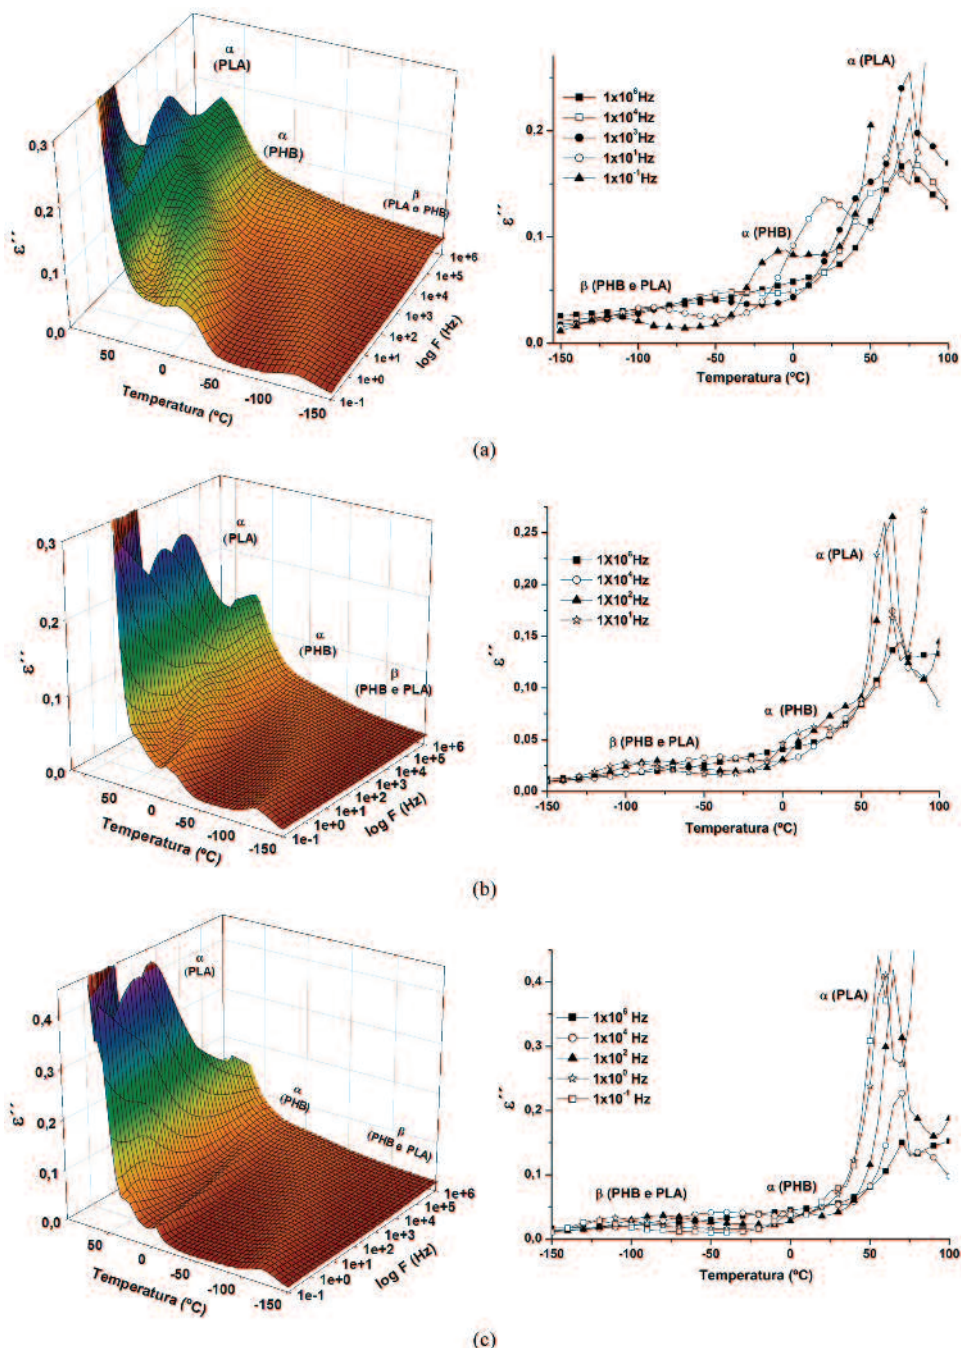 α
(PLA)
α
(PHB)
β
(PLA e PHB)
0,3
0,2
0,1
0,0
ε´´
50
0
-50
-100
-150
Temperatura (ºC)
1e+6
1e+5
1e+4
1e+3
1e+2
1e+1
1e+0
1e-1
log F (Hz)
α (PLA)
1x10⁶Hz
1x10⁴Hz
1x10³Hz
1x10¹Hz
1x10⁻¹Hz
α (PHB)
β (PHB e PLA)
0,2
0,1
0,0
ε´´
-150
-100
-50
0
50
100
Temperatura (ºC)
(a)
α
(PLA)
α
(PHB)
β
(PHB e PLA)
0,3
0,2
0,1
0,0
ε´´
50
0
-50
-100
-150
Temperatura (ºC)
1e+6
1e+5
1e+4
1e+3
1e+2
1e+1
1e+0
1e-1
log F (Hz)
α (PLA)
1X10⁴Hz
1X10²Hz
1X10¹Hz
α (PHB)
β (PHB e PLA)
0,25
0,20
0,15
0,10
0,05
0,00
ε´´
-150
-100
-50
0
50
100
Temperatura (ºC)
(b)
α
(PLA)
α
(PHB)
β
(PHB e PLA)
0,4
0,3
0,2
0,1
0,0
ε´´
50
0
-50
-100
-150
Temperatura (ºC)
1e+6
1e+5
1e+4
1e+3
1e+2
1e+1
1e+0
1e-1
log F (Hz)
α (PLA)
1x10⁶ Hz
1x10⁴ Hz
1x10² Hz
1x10⁰ Hz
1x10⁻¹ Hz
α (PHB)
β (PHB e PLA)
0,4
0,3
0,2
0,1
0,0
ε´´
-150
-100
-50
0
50
100
Temperatura (ºC)
(c)